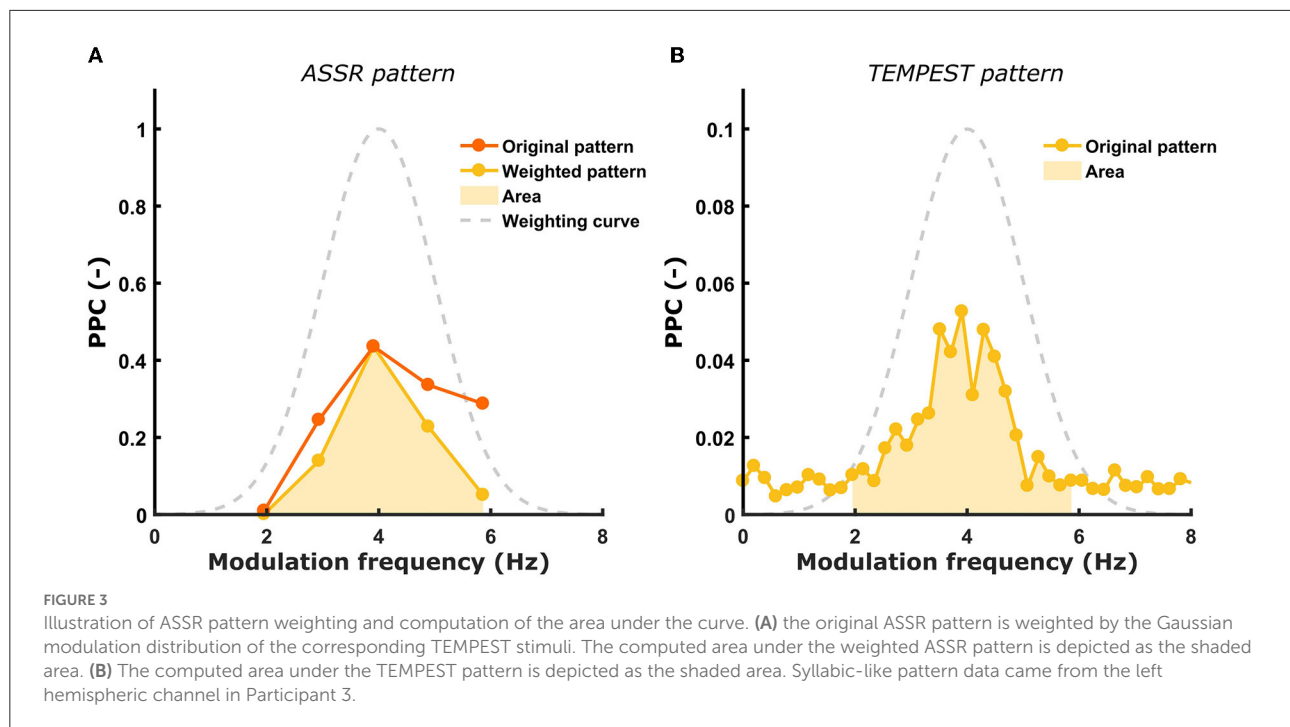 A
ASSR pattern
1
0.8
0.6
0.4
0.2
0
PPC (-)
Original pattern
Weighted pattern
Area
Weighting curve
0 2 4 6 8
Modulation frequency (Hz)
B
TEMPEST pattern
0.1
0.08
0.06
0.04
0.02
0
PPC (-)
Original pattern
Area
0 2 4 6 8
Modulation frequency (Hz)
FIGURE 3
Illustration of ASSR pattern weighting and computation of the area under the curve. (A) the original ASSR pattern is weighted by the Gaussian
modulation distribution of the corresponding TEMPEST stimuli. The computed area under the weighted ASSR pattern is depicted as the shaded
area. (B) The computed area under the TEMPEST pattern is depicted as the shaded area. Syllabic-like pattern data came from the left
hemispheric channel in Participant 3.